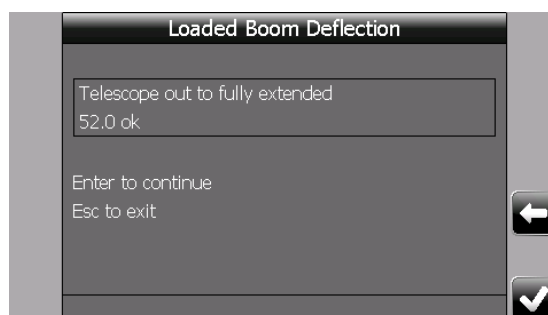 Loaded Boom Deflection
Telescope out to fully extended
52.0 ok
Enter to continue
Esc to exit